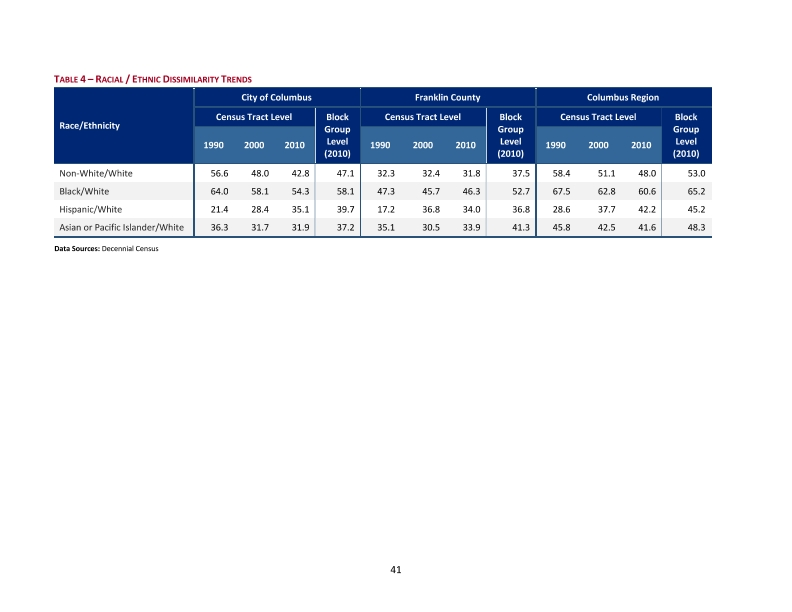 TABLE 4 – RACIAL / ETHNIC DISSIMILARITY TRENDS
Race/Ethnicity City of Columbus Franklin County Columbus Region
Census Tract Level Block Group Level (2010) Census Tract Level Block Group Level (2010) Census Tract Level Block Group Level (2010)
1990 2000 2010 1990 2000 2010 1990 2000 2010
Non-White/White 56.6 48.0 42.8 47.1 32.3 32.4 31.8 37.5 58.4 51.1 48.0 53.0
Black/White 64.0 58.1 54.3 58.1 47.3 45.7 46.3 52.7 67.5 62.8 60.6 65.2
Hispanic/White 21.4 28.4 35.1 39.7 17.2 36.8 34.0 36.8 28.6 37.7 42.2 45.2
Asian or Pacific Islander/White 36.3 31.7 31.9 37.2 35.1 30.5 33.9 41.3 45.8 42.5 41.6 48.3
Data Sources: Decennial Census
41